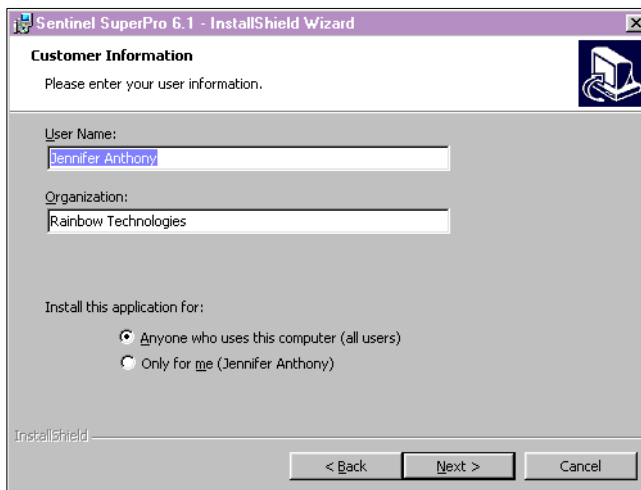 Sentinel SuperPro 6.1 - InstallShield Wizard
Customer Information
Please enter your user information.
User Name:
Jennifer Anthony
Organization:
Rainbow Technologies
Install this application for:
Anyone who uses this computer (all users)
Only for me (Jennifer Anthony)
InstallShield
< Back Next > Cancel